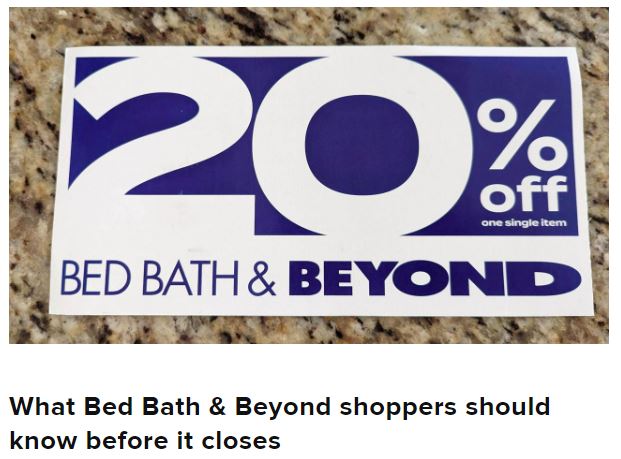 20%
off
one single item
BED BATH & BEYOND
What Bed Bath & Beyond shoppers should
know before it closes